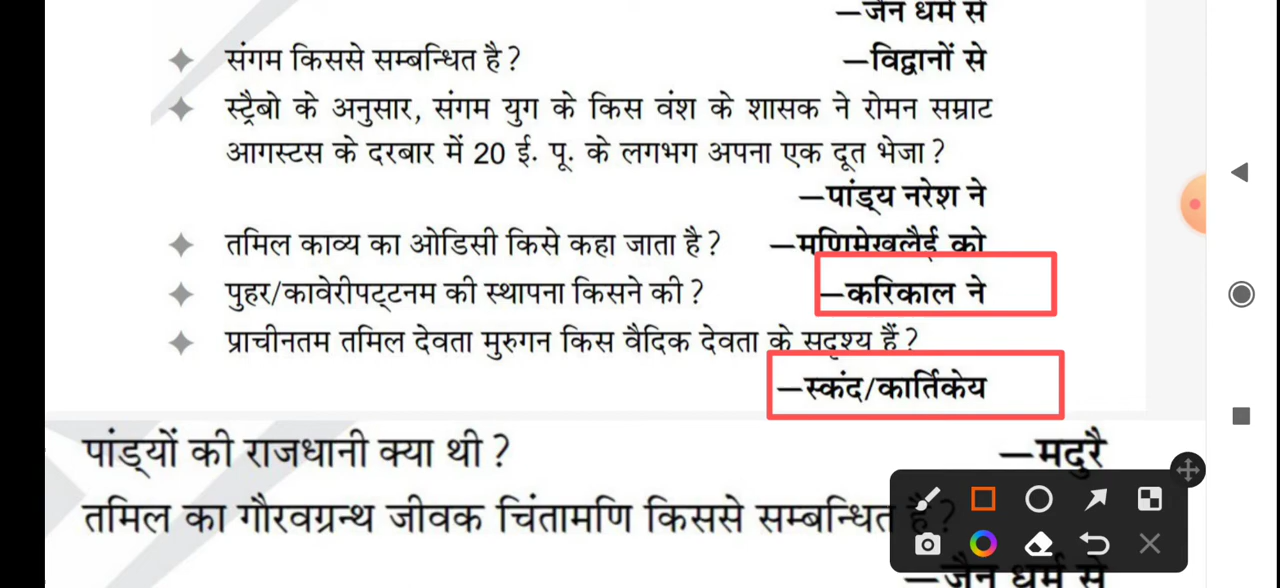 —जैन धर्म से
संगम किससे सम्बन्धित है ? —विद्वानों से
स्ट्रैबो के अनुसार, संगम युग के किस वंश के शासक ने रोमन सम्राट
आगस्टस के दरबार में 20 ई. पू. के लगभग अपना एक दूत भेजा ?
—पांड्य नरेश ने
तमिल काव्य का ओडिसी किसे कहा जाता है ? —मणिमेखलैई को
पुहर/कावेरीपट्टनम की स्थापना किसने की ? —करिकाल ने
प्राचीनतम तमिल देवता मुरुगन किस वैदिक देवता के सदृश्य हैं ?
—स्कंद/कार्तिकेय
पांड्यों की राजधानी क्या थी ? —मदुरै
तमिल का गौरवग्रन्थ जीवक चिंतामणि किससे सम्बन्धित है ?
—जैन धर्म से